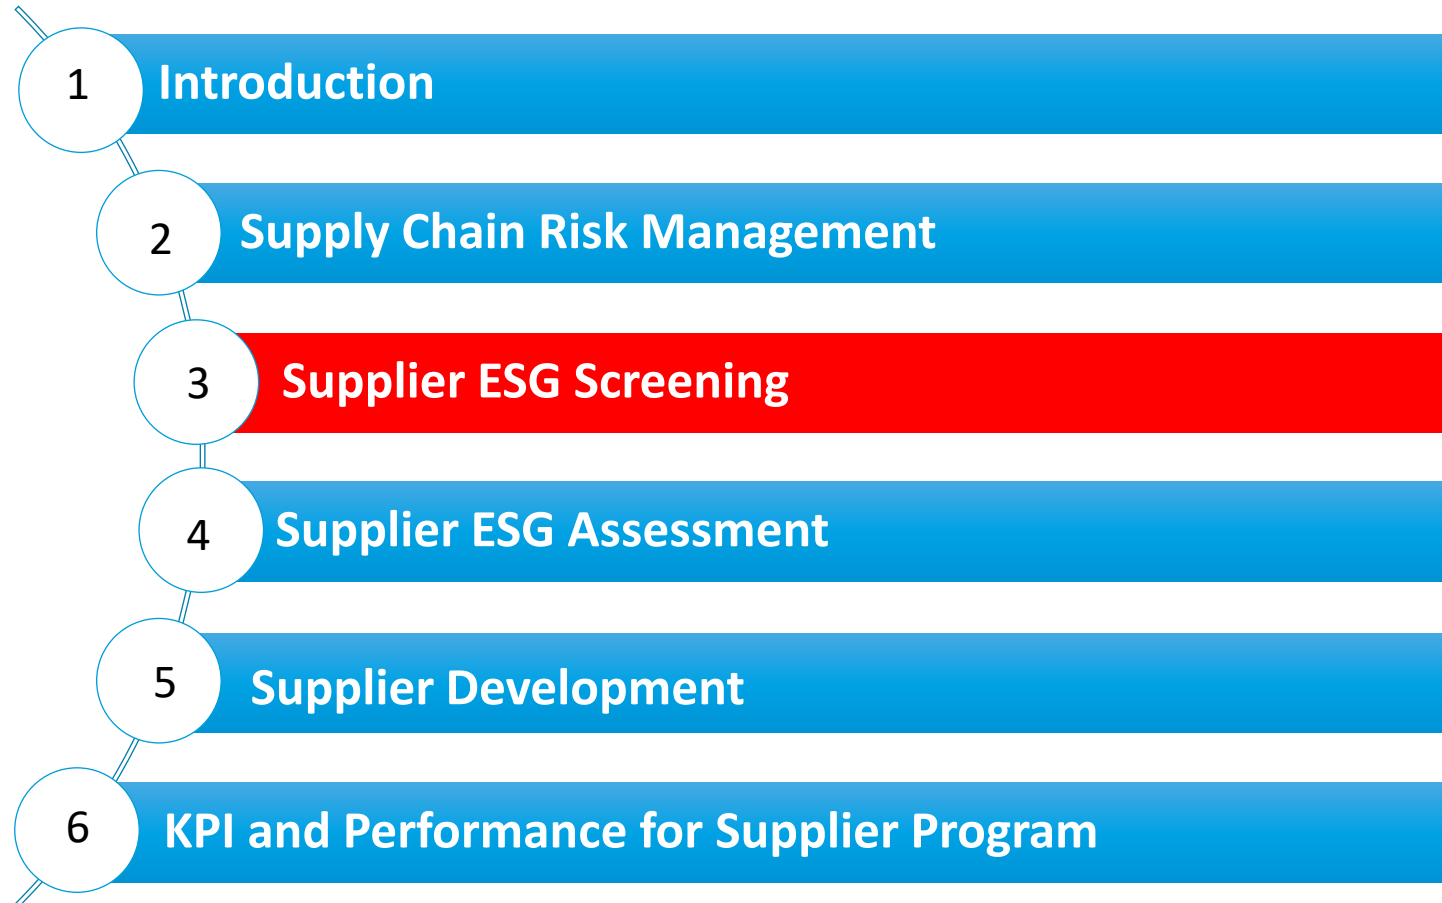 1 Introduction
2 Supply Chain Risk Management
3 Supplier ESG Screening
4 Supplier ESG Assessment
5 Supplier Development
6 KPI and Performance for Supplier Program